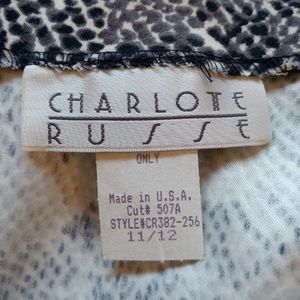 CHARLOTTE
RUSSE
ONLY
Made in U.S.A.
Cut# 507A
STYLE#CR382-256
11/12